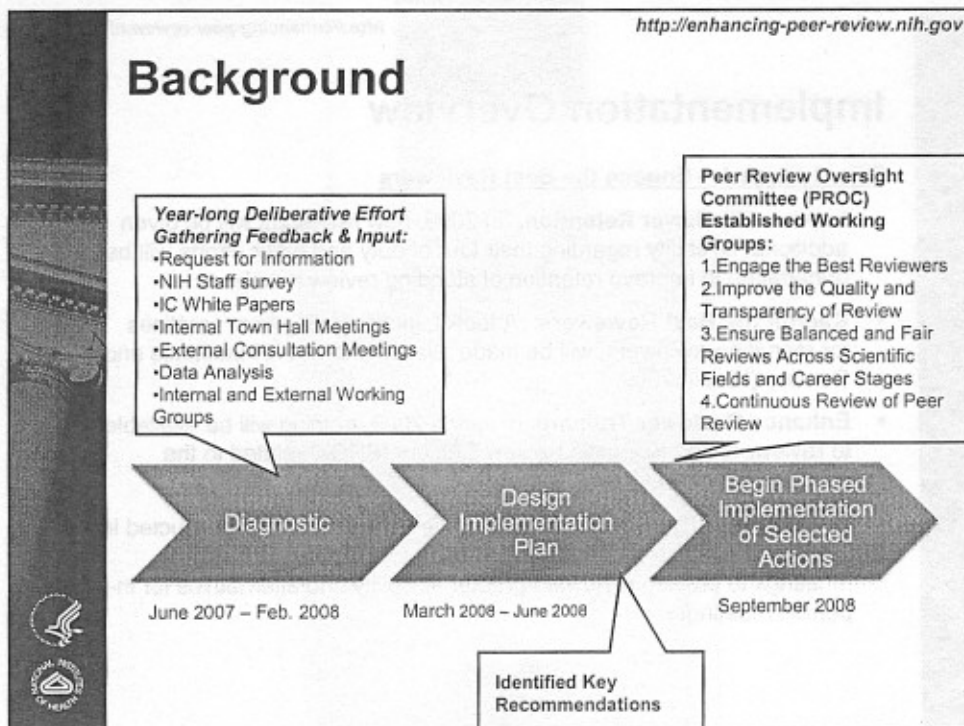 http://enhancing-peer-review.nih.gov
Background
Year-long Deliberative Effort
Gathering Feedback & Input:
•Request for Information
•NIH Staff survey
•IC White Papers
•Internal Town Hall Meetings
•External Consultation Meetings
•Data Analysis
•Internal and External Working
Groups
Peer Review Oversight
Committee (PROC)
Established Working
Groups:
1.Engage the Best Reviewers
2.Improve the Quality and
Transparency of Review
3.Ensure Balanced and Fair
Reviews Across Scientific
Fields and Career Stages
4.Continuous Review of Peer
Review
Diagnostic
Design
Implementation
Plan
Begin Phased
Implementation
of Selected
Actions
June 2007 – Feb. 2008
March 2008 – June 2008
September 2008
Identified Key
Recommendations
NATIONAL INSTITUTES
OF HEALTH